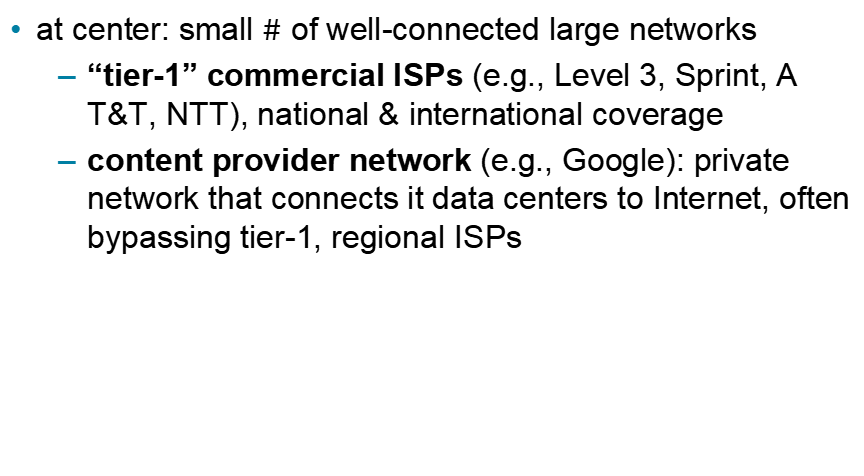 • at center: small # of well-connected large networks
– “tier-1” commercial ISPs (e.g., Level 3, Sprint, A
T&T, NTT), national & international coverage
– content provider network (e.g., Google): private
network that connects it data centers to Internet, often
bypassing tier-1, regional ISPs